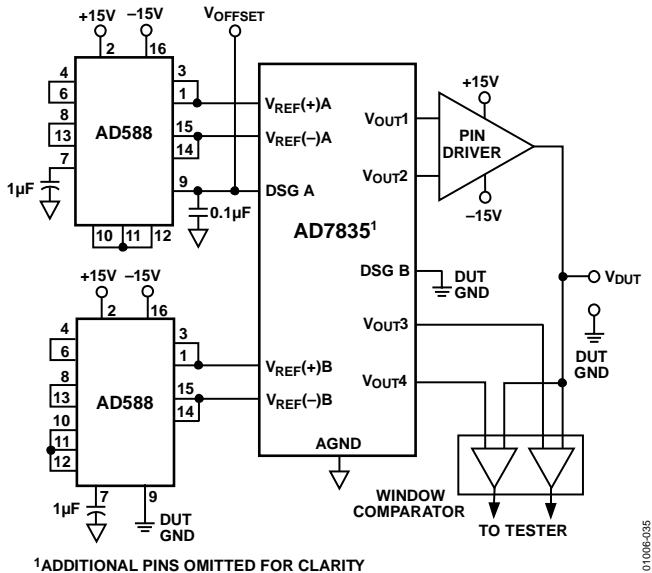 +15V
–15V
VOFFSET
2
16
4
6
8
13
7
1µF
AD588
3
1
15
14
9
10
11
12
0.1µF
VREF(+)A
VREF(–)A
DSG A
AD7835¹
VOUT1
VOUT2
+15V
PIN
DRIVER
–15V
DSG B
DUT
GND
VDUT
DUT
GND
VOUT3
VOUT4
+15V
–15V
2
16
4
6
8
13
10
11
12
AD588
3
1
15
14
7
9
1µF
DUT
GND
VREF(+)B
VREF(–)B
AGND
WINDOW
COMPARATOR
TO TESTER
¹ADDITIONAL PINS OMITTED FOR CLARITY
01006-035